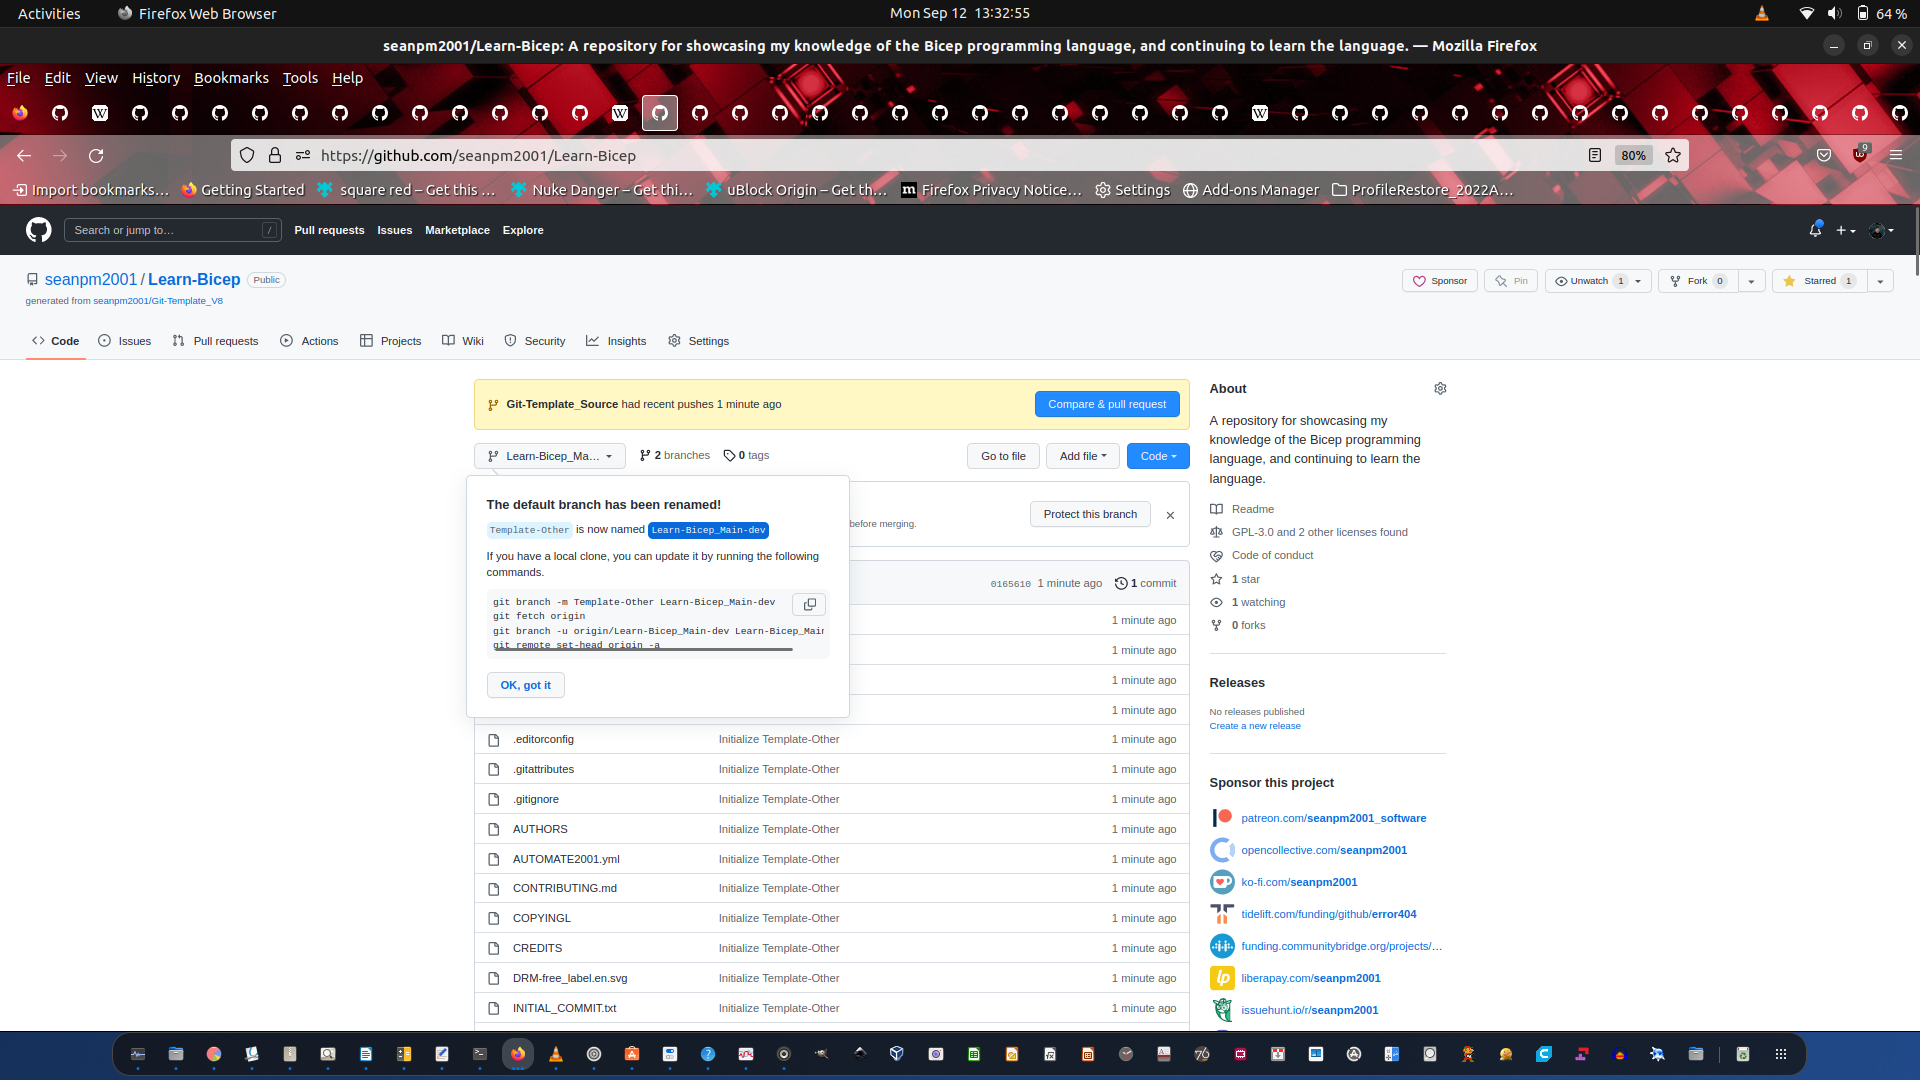 Activities
Firefox Web Browser
Mon Sep 12 13:32:55
64 %
seanpm2001/Learn-Bicep: A repository for showcasing my knowledge of the Bicep programming language, and continuing to learn the language. — Mozilla Firefox
File Edit View History Bookmarks Tools Help
https://github.com/seanpm2001/Learn-Bicep
80%
9
Import bookmarks…
Getting Started
square red – Get this …
Nuke Danger – Get thi…
uBlock Origin – Get th…
Firefox Privacy Notice…
Settings
Add-ons Manager
ProfileRestore_2022A…
Search or jump to…
/
Pull requests
Issues
Marketplace
Explore
seanpm2001 / Learn-Bicep
Public
generated from seanpm2001/Git-Template_V8
Sponsor
Pin
Unwatch 1
Fork 0
Starred 1
Code
Issues
Pull requests
Actions
Projects
Wiki
Security
Insights
Settings
Git-Template_Source had recent pushes 1 minute ago
Compare & pull request
Learn-Bicep_Ma…
2 branches
0 tags
Go to file
Add file
Code
The default branch has been renamed!
Template-Other is now named Learn-Bicep_Main-dev
If you have a local clone, you can update it by running the following
commands.
git branch -m Template-Other Learn-Bicep_Main-dev
git fetch origin
git branch -u origin/Learn-Bicep_Main-dev Learn-Bicep_Main
git remote set-head origin -a
OK, got it
before merging.
Protect this branch
0165610 1 minute ago
1 commit
1 minute ago
1 minute ago
1 minute ago
1 minute ago
.editorconfig Initialize Template-Other 1 minute ago
.gitattributes Initialize Template-Other 1 minute ago
.gitignore Initialize Template-Other 1 minute ago
AUTHORS Initialize Template-Other 1 minute ago
AUTOMATE2001.yml Initialize Template-Other 1 minute ago
CONTRIBUTING.md Initialize Template-Other 1 minute ago
COPYINGL Initialize Template-Other 1 minute ago
CREDITS Initialize Template-Other 1 minute ago
DRM-free_label.en.svg Initialize Template-Other 1 minute ago
INITIAL_COMMIT.txt Initialize Template-Other 1 minute ago
About
A repository for showcasing my
knowledge of the Bicep programming
language, and continuing to learn the
language.
Readme
GPL-3.0 and 2 other licenses found
Code of conduct
1 star
1 watching
0 forks
Releases
No releases published
Create a new release
Sponsor this project
patreon.com/seanpm2001_software
opencollective.com/seanpm2001
ko-fi.com/seanpm2001
tidelift.com/funding/github/error404
funding.communitybridge.org/projects/…
liberapay.com/seanpm2001
issuehunt.io/r/seanpm2001